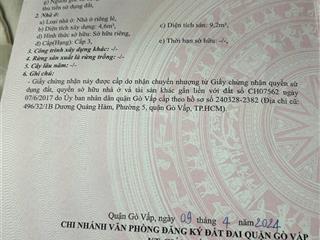 thu tiền sử dụng đất,
2. Nhà ở:
a) Loại nhà ở: Nhà ở riêng lẻ,
b) Diện tích xây dựng: 4,6m², c) Diện tích sàn: 9,2m²,
d) Hình thức sở hữu: Sở hữu riêng,
đ) Cấp(Hạng): Cấp 3, e) Thời hạn sở hữu: -/-
3. Công trình xây dựng khác: -/-
4. Rừng sản xuất là rừng trồng: -/-
5. Cây lâu năm: -/-
6. Ghi chú:
Giấy chứng nhận này được cấp do nhận chuyển nhượng từ Giấy chứng nhận quyền sử
dụng đất, quyền sở hữu nhà ở và tài sản khác gắn liền với đất số CH07562 ngày
07/6/2017 do Ủy ban nhân dân quận Gò Vấp cấp theo hồ sơ số 240328-2382 (Địa chỉ cũ:
496/32/1B Dương Quảng Hàm, Phường 5, quận Gò Vấp, TP.HCM).
Quận Gò Vấp, ngày 09 tháng 4 năm 2024
CHI NHÁNH VĂN PHÒNG ĐĂNG KÝ ĐẤT ĐAI QUẬN GÒ VẤP